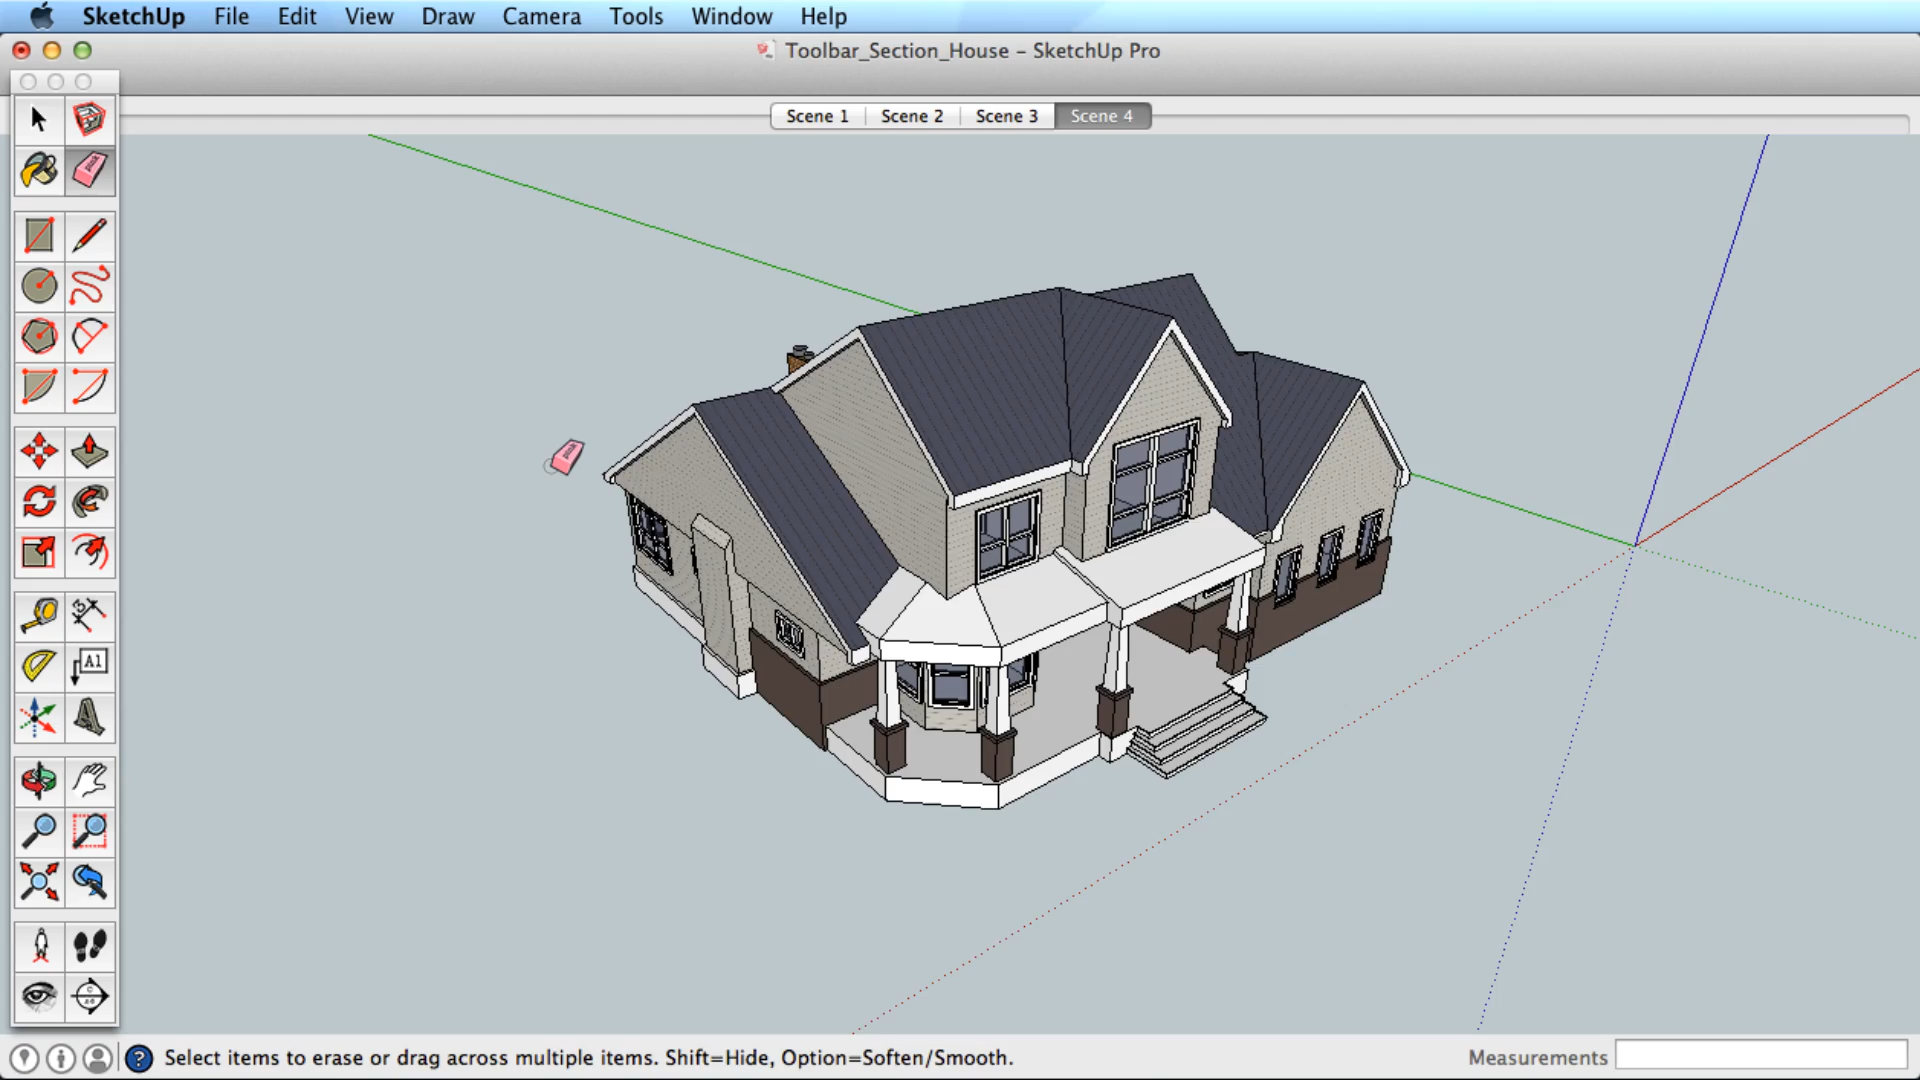 SketchUp File Edit View Draw Camera Tools Window Help
Toolbar_Section_House – SketchUp Pro
Scene 1 Scene 2 Scene 3 Scene 4
A1
Select items to erase or drag across multiple items. Shift=Hide, Option=Soften/Smooth.
Measurements